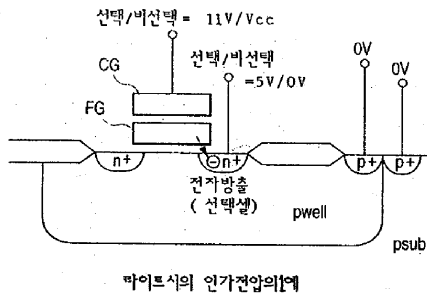 선택/비선택 = 11V/Vcc
CG
선택/비선택
=5V/0V
0V
0V
FG
n+
⊖n+
p+
p+
전자방출
( 선택셀 )
pwell
psub
라이트시의 인가전압의1예